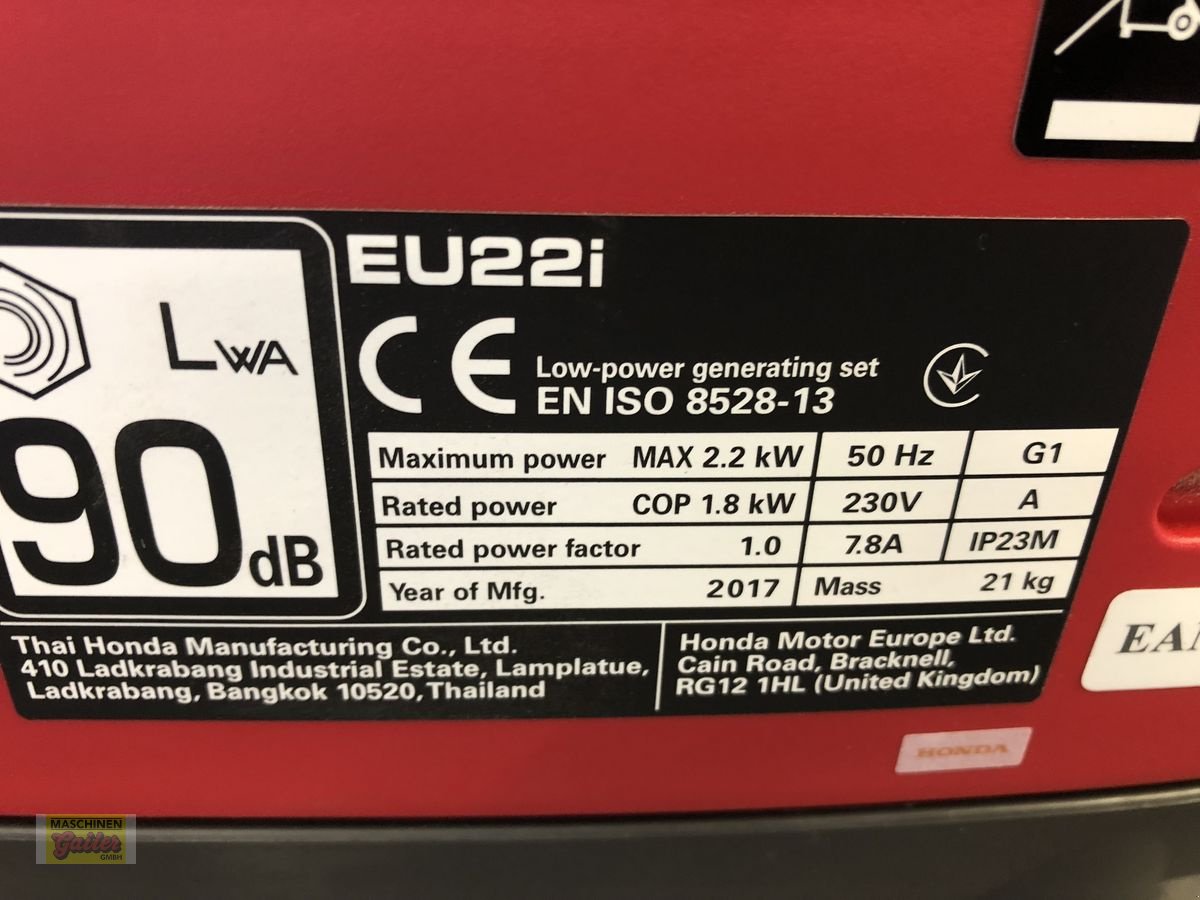 EU22i
LWA
CE
Low-power generating set
EN ISO 8528-13
90dB
Maximum power MAX 2.2 kW 50 Hz G1
Rated power COP 1.8 kW 230V A
Rated power factor 1.0 7.8A IP23M
Year of Mfg. 2017 Mass 21 kg
Thai Honda Manufacturing Co., Ltd.
410 Ladkrabang Industrial Estate, Lamplatue,
Ladkrabang, Bangkok 10520, Thailand
Honda Motor Europe Ltd.
Cain Road, Bracknell,
RG12 1HL (United Kingdom)
HONDA
MASCHINEN
Gailer
GMBH